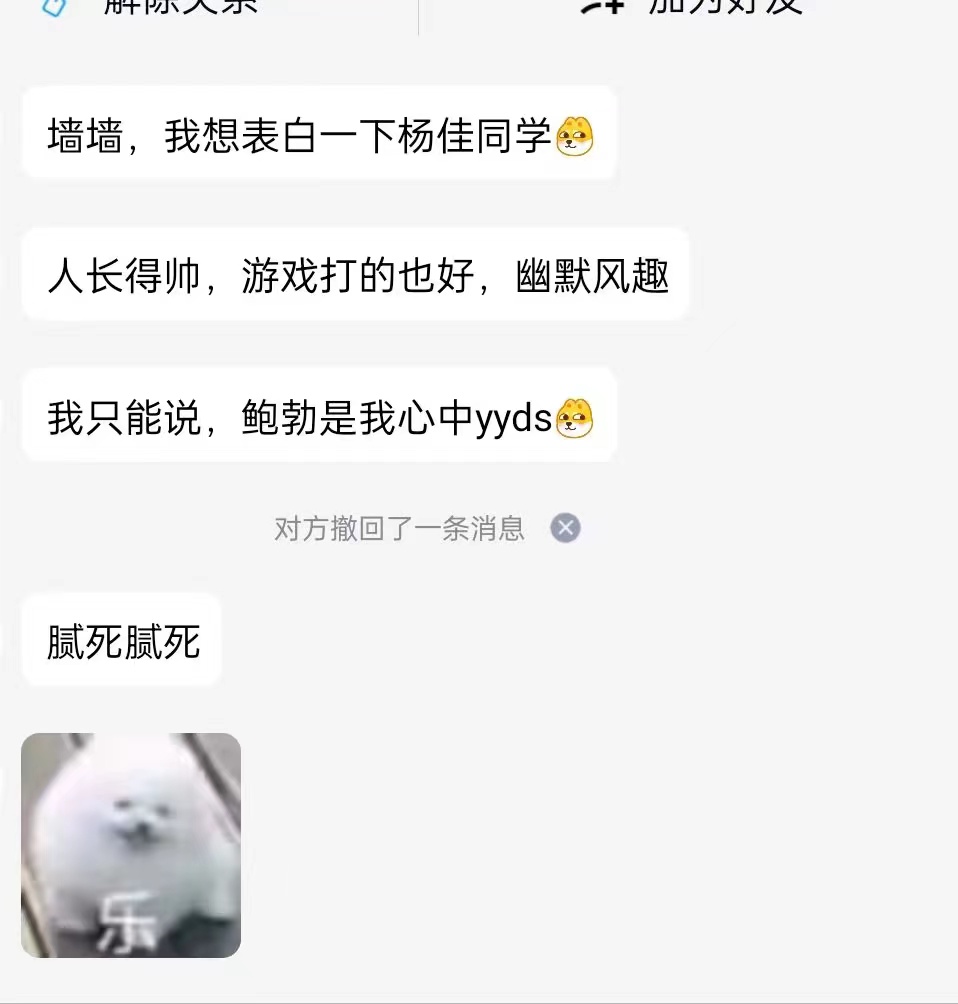 解除关系
加为好友
墙墙，我想表白一下杨佳同学
人长得帅，游戏打的也好，幽默风趣
我只能说，鲍勃是我心中yyds
对方撤回了一条消息
腻死腻死
乐